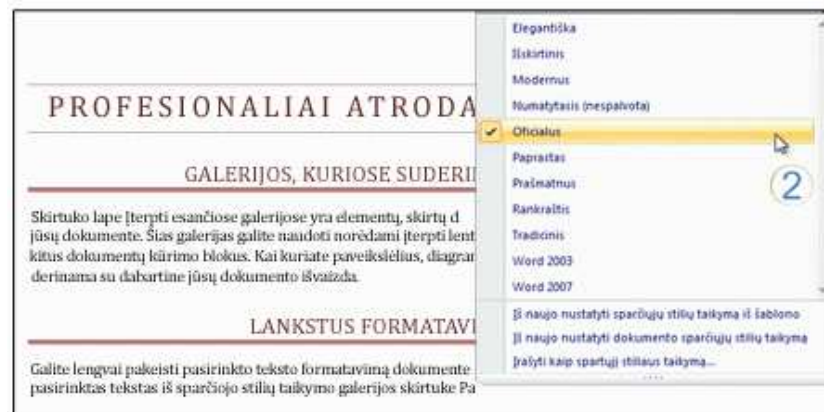 PROFESIONALIAI ATRODA
GALERIJOS, KURIOSE SUDERI
Skirtuko lape Įterpti esančiose galerijose yra elementų, skirtų d
jūsų dokumente. Šias galerijas galite naudoti norėdami įterpti lent
kitus dokumentų kūrimo blokus. Kai kuriate paveikslėlius, diagran
derinama su dabartine jūsų dokumento išvaizda.
LANKSTUS FORMATAVI
Galite lengvai pakeisti pasirinkto teksto formatavimą dokumente
pasirinktas tekstas iš sparčiojo stilių taikymo galerijos skirtuke Pa
Elegantiška
Išskirtinis
Modernus
Numatytasis (nespalvota)
Oficialus
Paprastas
Prašmatnus
Rankraštis
Tradicinis
Word 2003
Word 2007
Iš naujo nustatyti sparčiųjų stilių taikymą iš šablono
Iš naujo nustatyti dokumento sparčiųjų stilių taikymą
Įrašyti kaip spartųjį stiliaus taikymą...
2